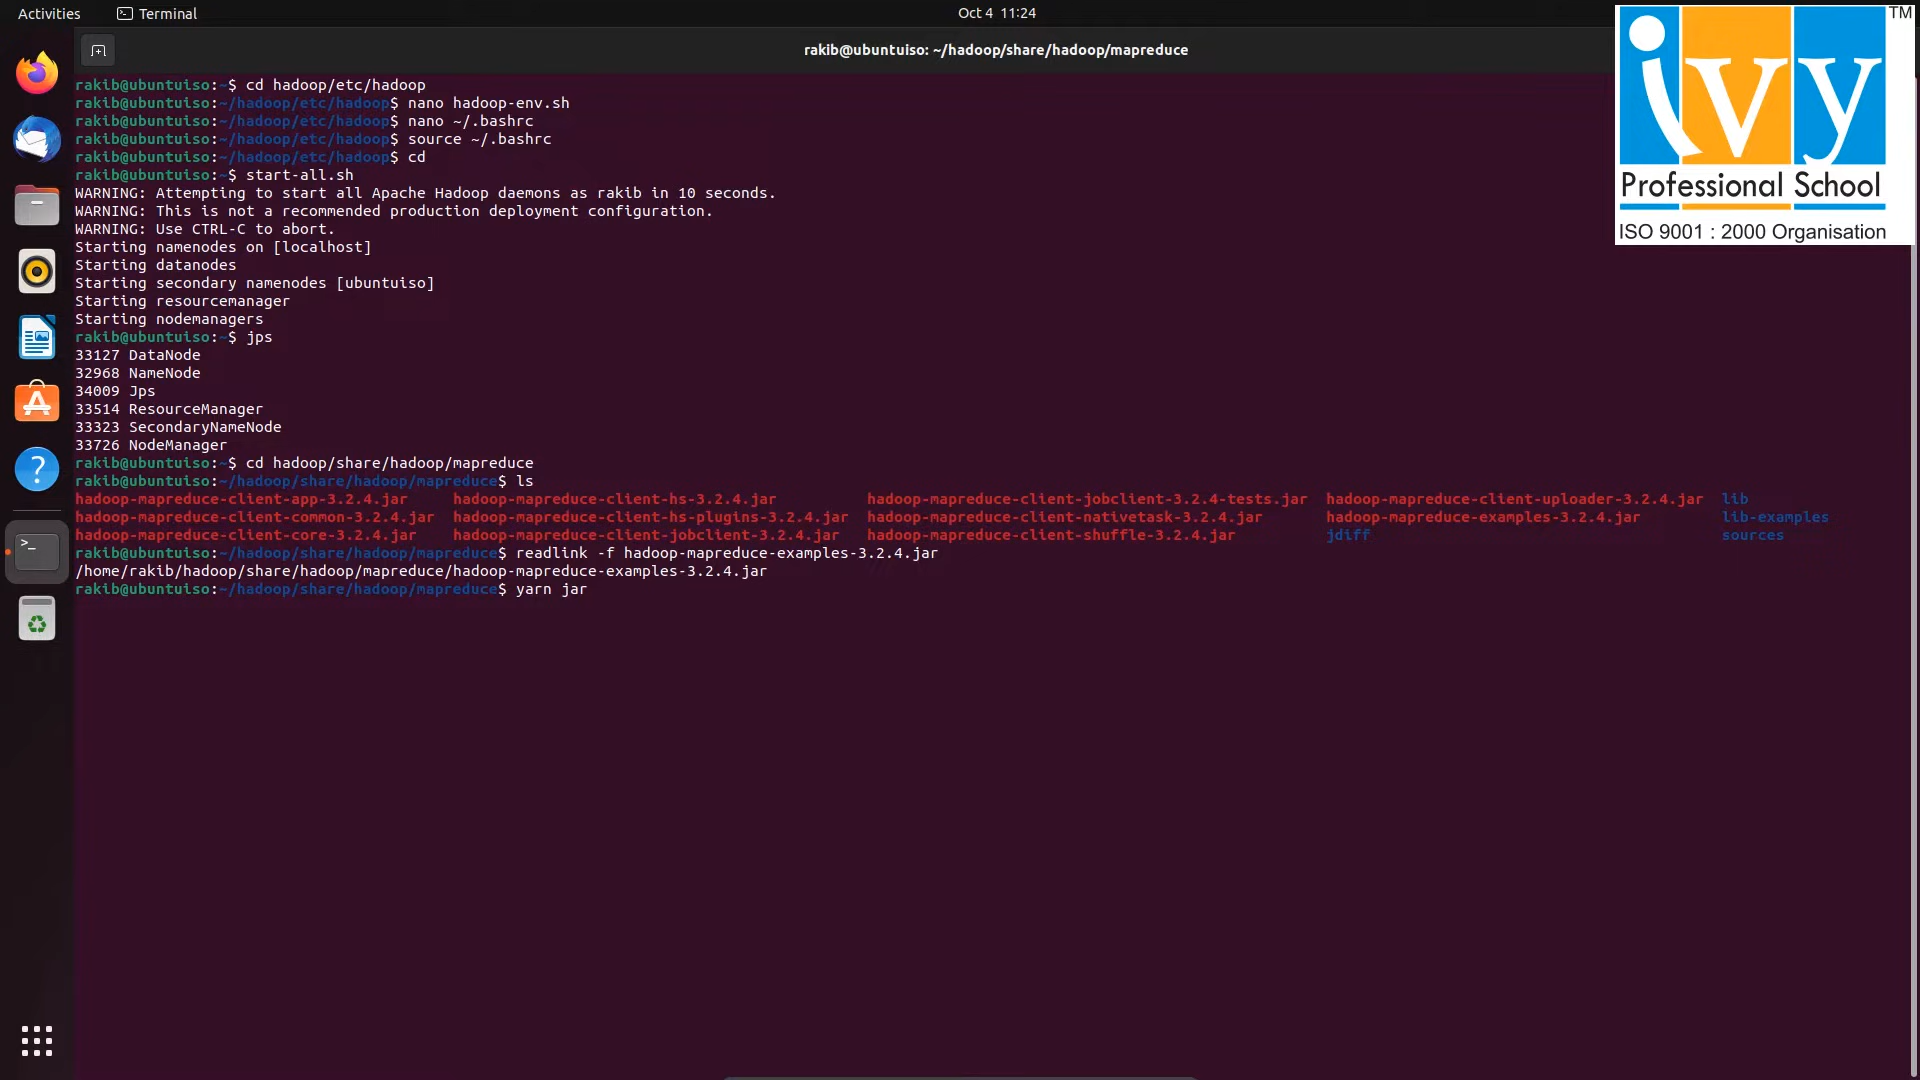 Activities Terminal Oct 4 11:24
rakib@ubuntuiso: ~/hadoop/share/hadoop/mapreduce
rakib@ubuntuiso:~$ cd hadoop/etc/hadoop
rakib@ubuntuiso:~/hadoop/etc/hadoop$ nano hadoop-env.sh
rakib@ubuntuiso:~/hadoop/etc/hadoop$ nano ~/.bashrc
rakib@ubuntuiso:~/hadoop/etc/hadoop$ source ~/.bashrc
rakib@ubuntuiso:~/hadoop/etc/hadoop$ cd
rakib@ubuntuiso:~$ start-all.sh
WARNING: Attempting to start all Apache Hadoop daemons as rakib in 10 seconds.
WARNING: This is not a recommended production deployment configuration.
WARNING: Use CTRL-C to abort.
Starting namenodes on [localhost]
Starting datanodes
Starting secondary namenodes [ubuntuiso]
Starting resourcemanager
Starting nodemanagers
rakib@ubuntuiso:~$ jps
33127 DataNode
32968 NameNode
34009 Jps
33514 ResourceManager
33323 SecondaryNameNode
33726 NodeManager
rakib@ubuntuiso:~$ cd hadoop/share/hadoop/mapreduce
rakib@ubuntuiso:~/hadoop/share/hadoop/mapreduce$ ls
hadoop-mapreduce-client-app-3.2.4.jar hadoop-mapreduce-client-hs-3.2.4.jar hadoop-mapreduce-client-jobclient-3.2.4-tests.jar hadoop-mapreduce-client-uploader-3.2.4.jar lib
hadoop-mapreduce-client-common-3.2.4.jar hadoop-mapreduce-client-hs-plugins-3.2.4.jar hadoop-mapreduce-client-nativetask-3.2.4.jar hadoop-mapreduce-examples-3.2.4.jar lib-examples
hadoop-mapreduce-client-core-3.2.4.jar hadoop-mapreduce-client-jobclient-3.2.4.jar hadoop-mapreduce-client-shuffle-3.2.4.jar jdiff sources
rakib@ubuntuiso:~/hadoop/share/hadoop/mapreduce$ readlink -f hadoop-mapreduce-examples-3.2.4.jar
/home/rakib/hadoop/share/hadoop/mapreduce/hadoop-mapreduce-examples-3.2.4.jar
rakib@ubuntuiso:~/hadoop/share/hadoop/mapreduce$ yarn jar
ivy TM
Professional School
ISO 9001 : 2000 Organisation